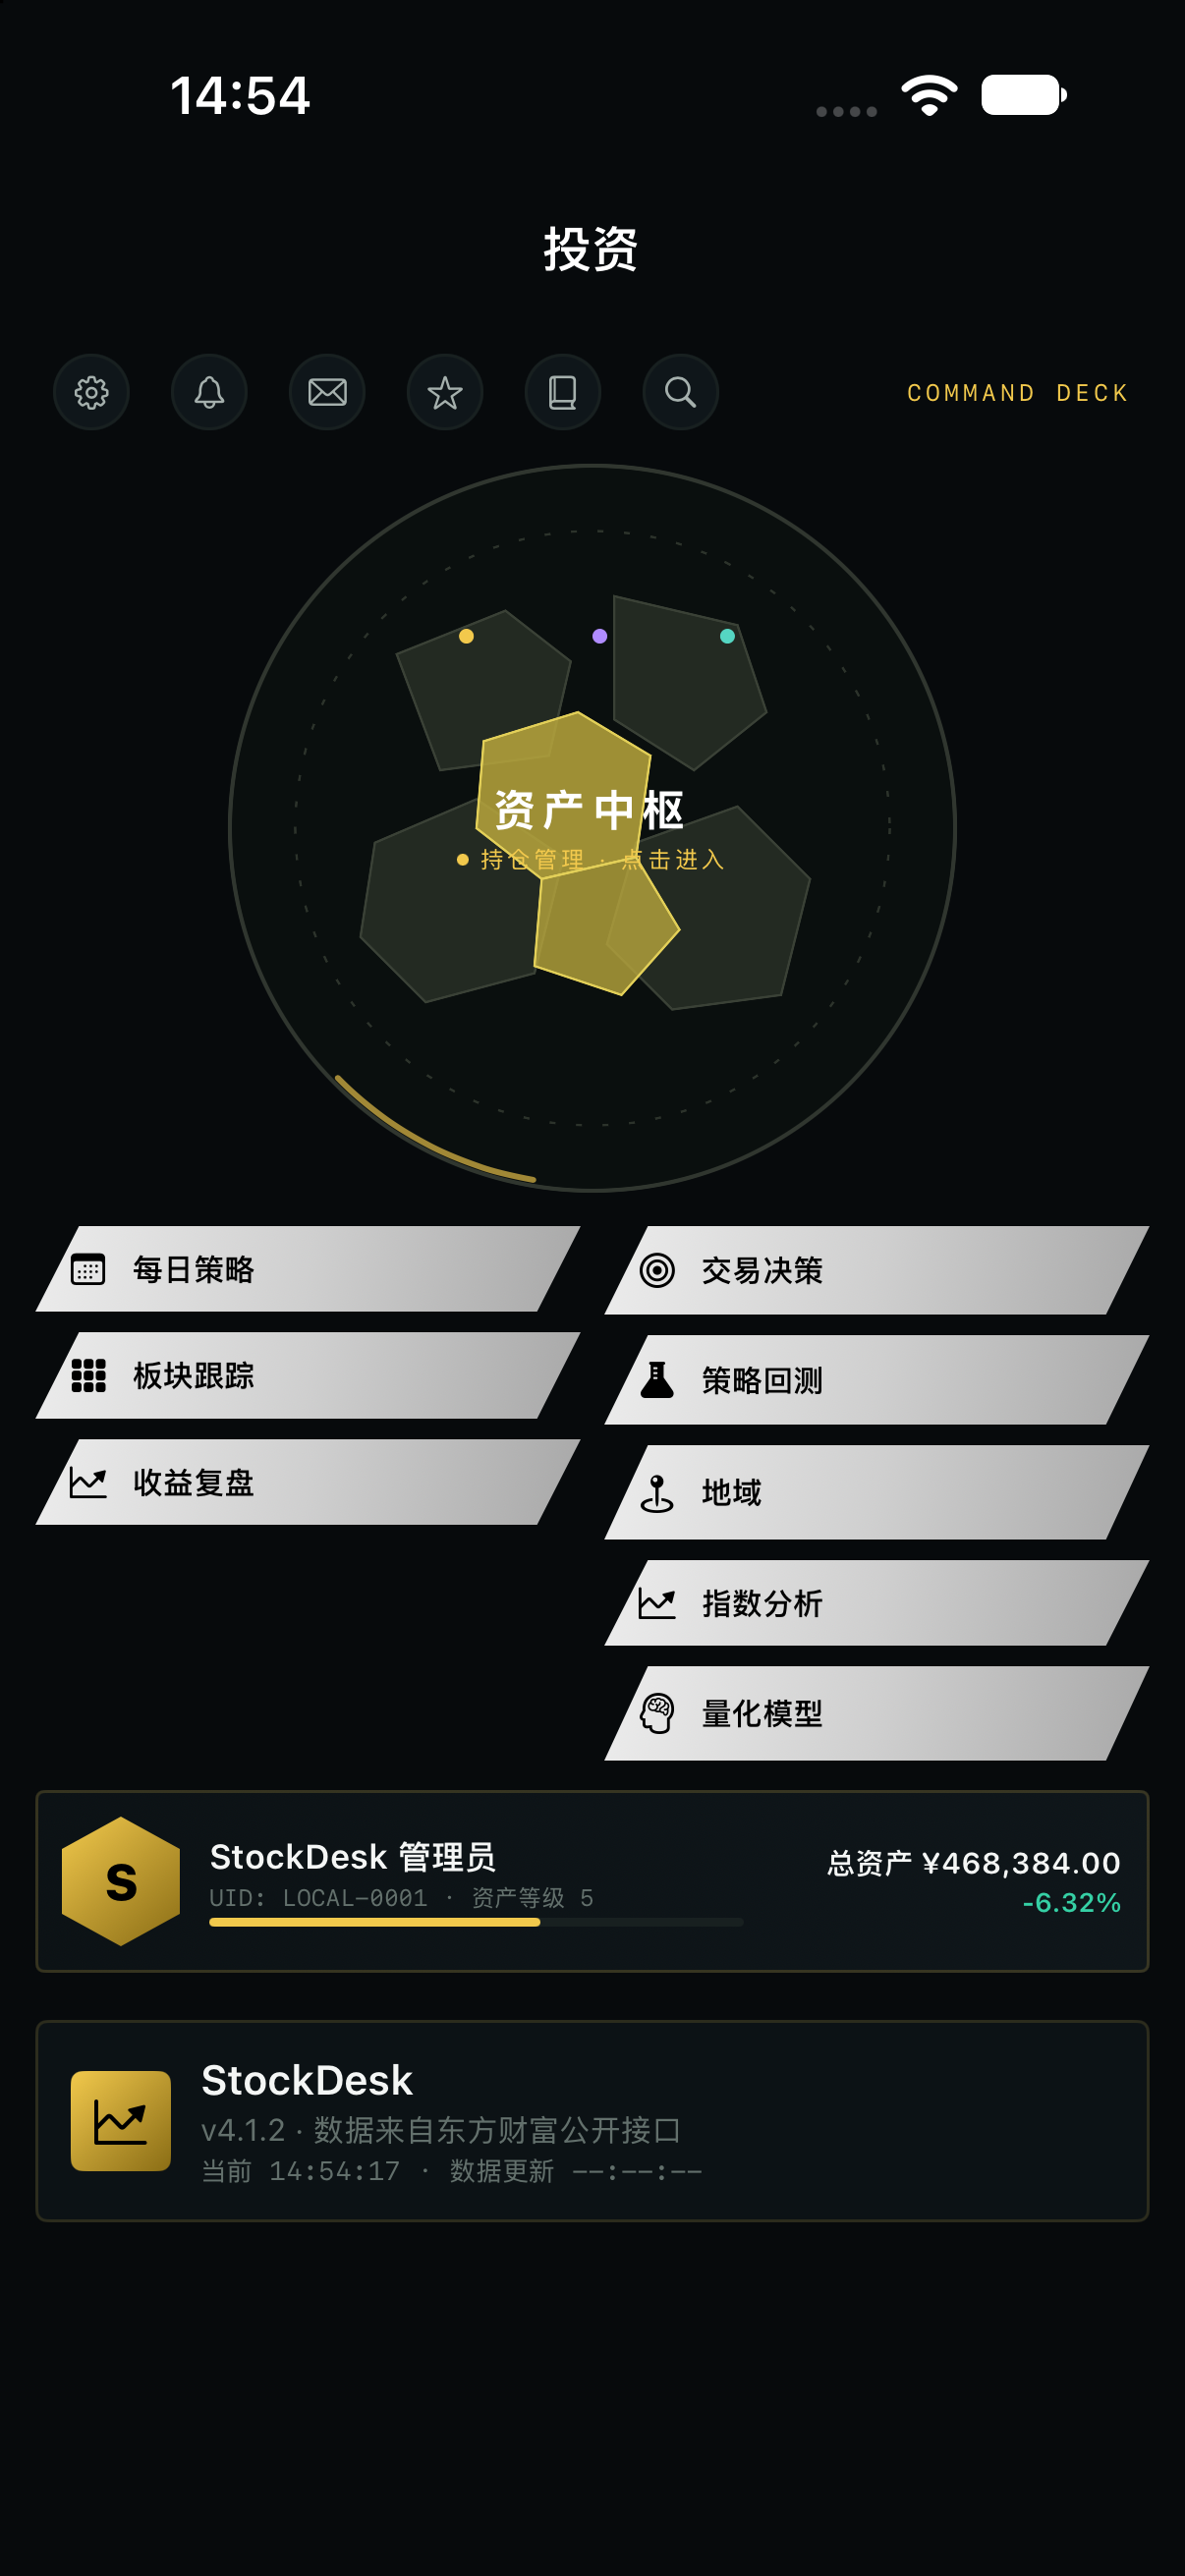 14:54
投资
COMMAND DECK
资产中枢
持仓管理 · 点击进入
每日策略
交易决策
板块跟踪
策略回测
收益复盘
地域
指数分析
量化模型
S
StockDesk 管理员
UID: LOCAL-0001 · 资产等级 5
总资产 ¥468,384.00
-6.32%
StockDesk
v4.1.2 · 数据来自东方财富公开接口
当前 14:54:17 · 数据更新 --:--:--